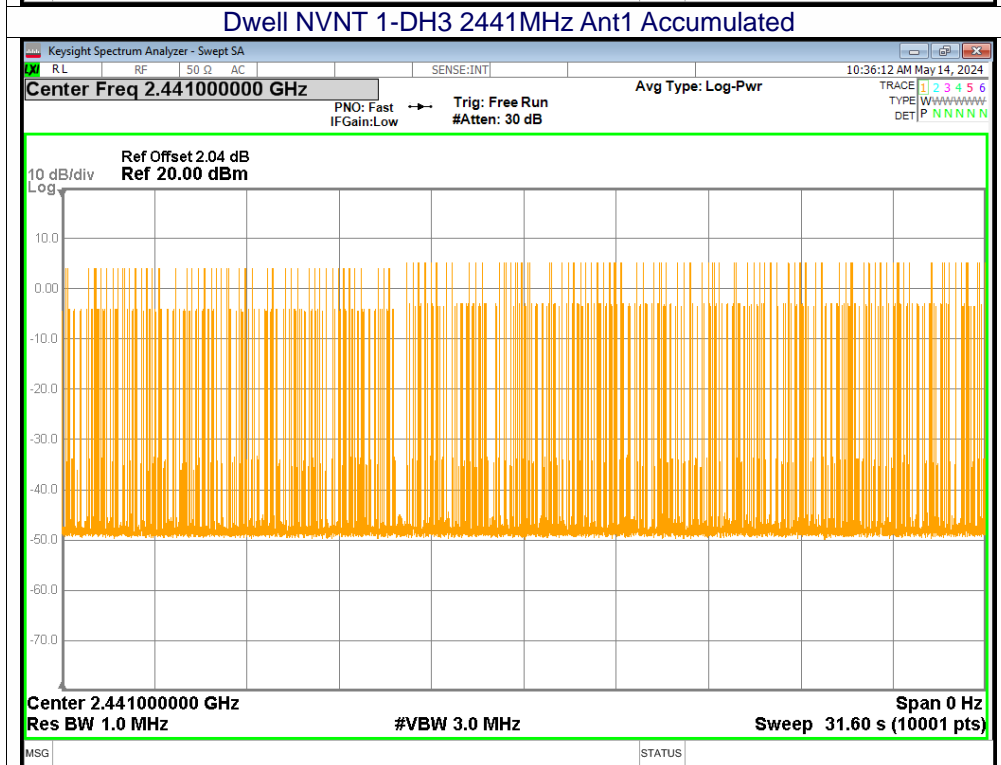 Dwell NVNT 1-DH3 2441MHz Ant1 Accumulated
Keysight Spectrum Analyzer - Swept SA
LXI RL RF 50 Ω AC SENSE:INT 10:36:12 AM May 14, 2024
Center Freq 2.441000000 GHz Avg Type: Log-Pwr TRACE 1 2 3 4 5 6
PNO: Fast Trig: Free Run TYPE WWWWWWW
IFGain:Low #Atten: 30 dB DET P N N N N N
Ref Offset 2.04 dB
10 dB/div Ref 20.00 dBm
Log
10.0
0.00
-10.0
-20.0
-30.0
-40.0
-50.0
-60.0
-70.0
Center 2.441000000 GHz Span 0 Hz
Res BW 1.0 MHz #VBW 3.0 MHz Sweep 31.60 s (10001 pts)
MSG STATUS